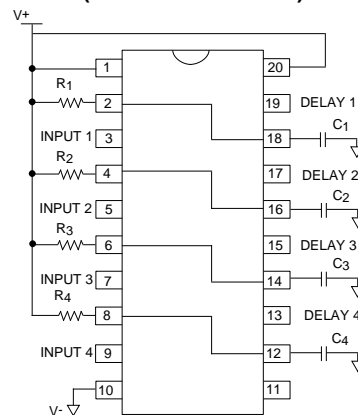 V+
1
20
R1
2
19
DELAY 1
INPUT 1
3
18
C1
R2
4
17
DELAY 2
INPUT 2
5
16
C2
R3
6
15
DELAY 3
INPUT 3
7
14
C3
R4
8
13
DELAY 4
INPUT 4
9
12
C4
10
11
V-